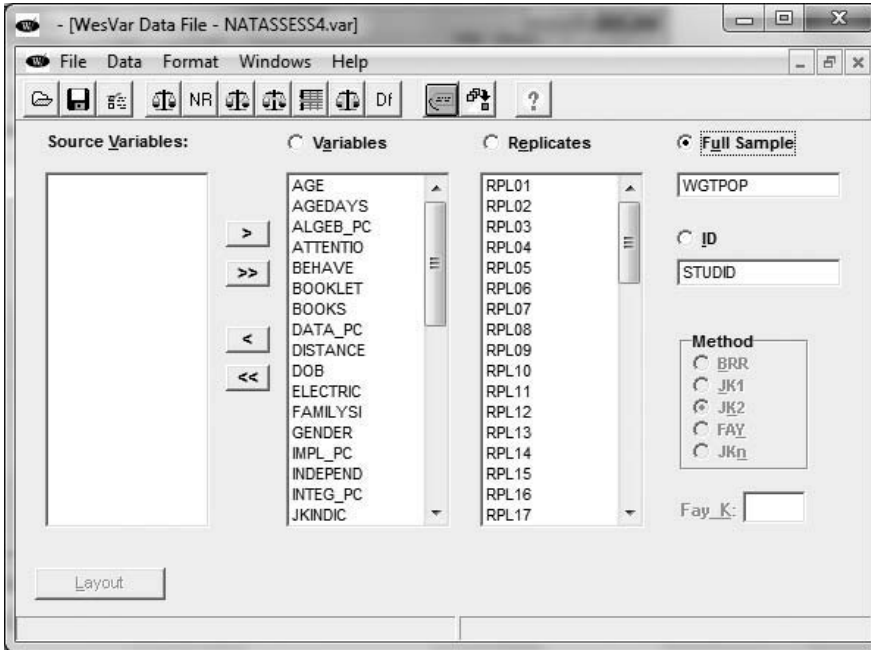 - [WesVar Data File - NATASSESS4.var]
File Data Format Windows Help
NR Df ?
Source Variables:
Variables
Replicates
Full Sample
AGE
AGEDAYS
ALGEB_PC
ATTENTIO
BEHAVE
BOOKLET
BOOKS
DATA_PC
DISTANCE
DOB
ELECTRIC
FAMILYSI
GENDER
IMPL_PC
INDEPEND
INTEG_PC
JKINDIC
>
>>
<
<<
RPL01
RPL02
RPL03
RPL04
RPL05
RPL06
RPL07
RPL08
RPL09
RPL10
RPL11
RPL12
RPL13
RPL14
RPL15
RPL16
RPL17
WGTPOP
ID
STUDID
Method
BRR
JK1
JK2
FAY
JKn
Fay_K:
Layout